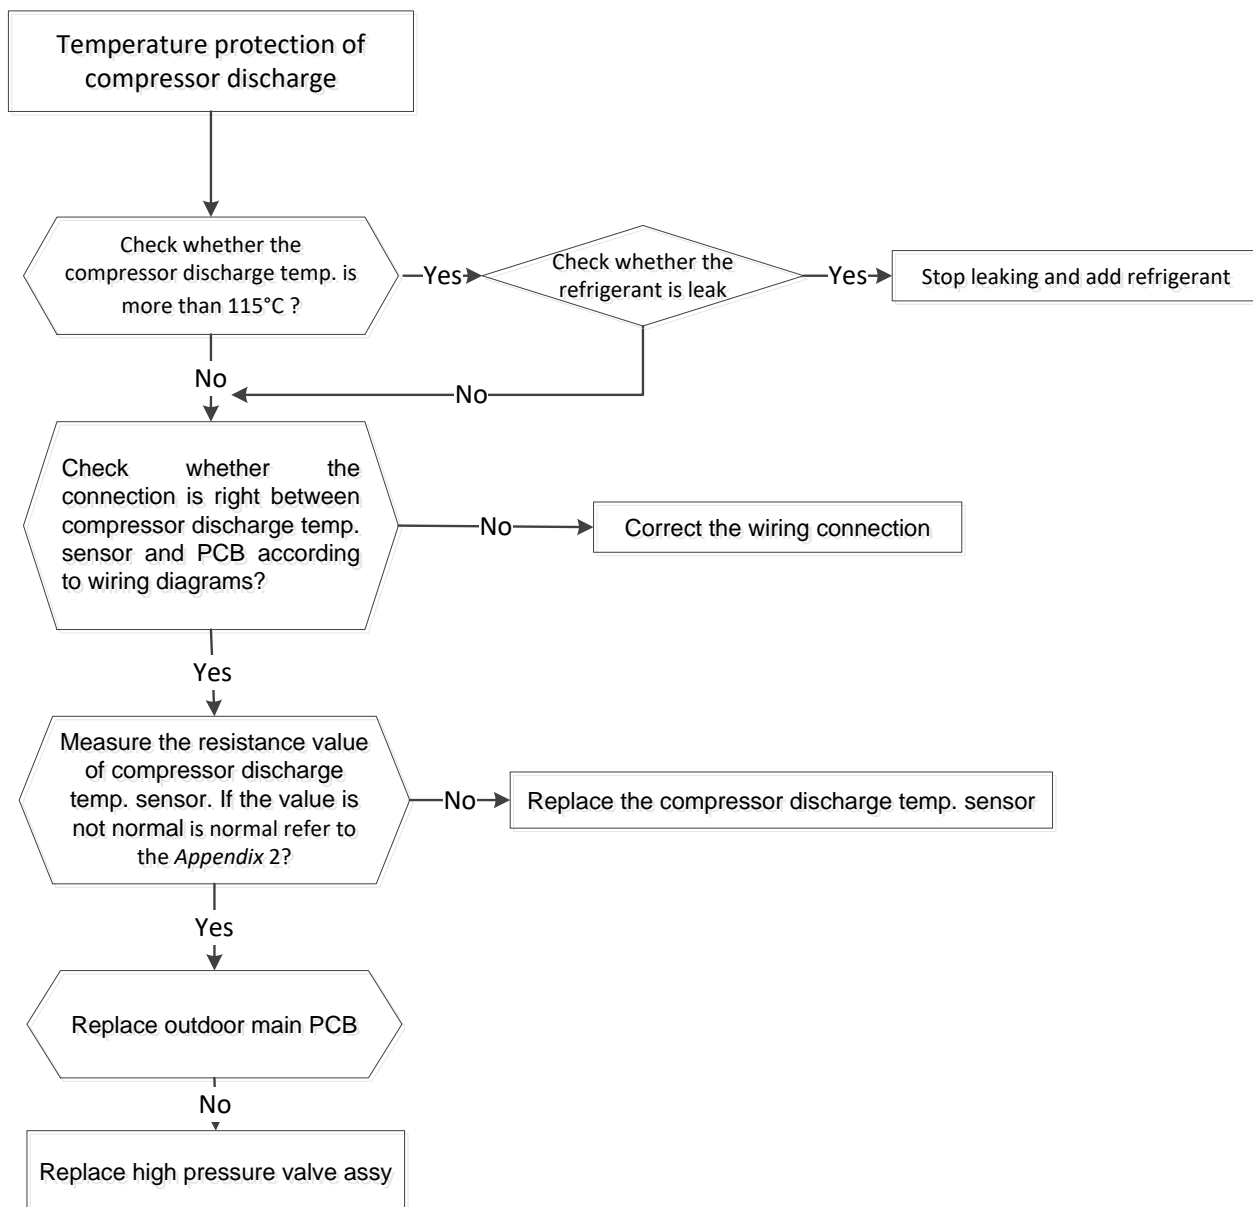 Temperature protection of
compressor discharge
Check whether the
compressor discharge temp. is
more than 115°C ?
Yes
Check whether the
refrigerant is leak
Yes
Stop leaking and add refrigerant
No
No
Check whether the
connection is right between
compressor discharge temp.
sensor and PCB according
to wiring diagrams?
No
Correct the wiring connection
Yes
Measure the resistance value
of compressor discharge
temp. sensor. If the value is
not normal is normal refer to
the Appendix 2?
No
Replace the compressor discharge temp. sensor
Yes
Replace outdoor main PCB
No
Replace high pressure valve assy